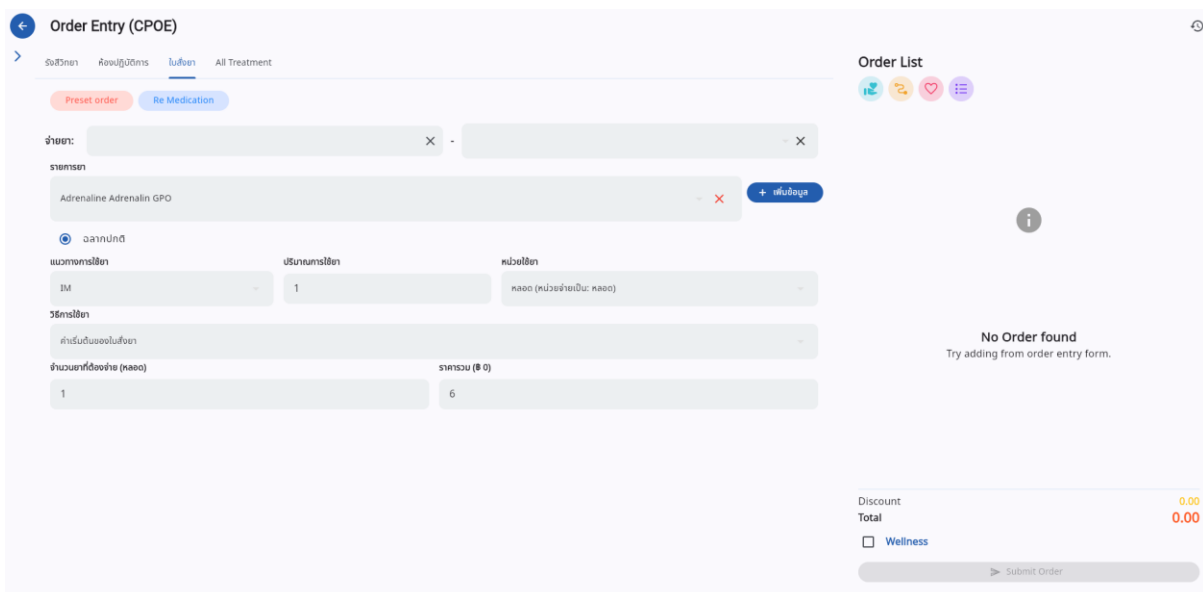 Order Entry (CPOE)
รังสีวิทยา ห้องปฏิบัติการ ใบสั่งยา All Treatment
Preset order Re Medication
จ่ายยา: -
รายการยา
Adrenaline Adrenalin GPO
+ เพิ่มข้อมูล
ฉลากปกติ
แนวทางการใช้ยา ปริมาณการใช้ยา หน่วยใช้ยา
IM 1 หลอด (หน่วยจ่ายเป็น: หลอด)
วิธีการใช้ยา
ค่าเริ่มต้นของใบสั่งยา
จำนวนยาที่ต้องจ่าย (หลอด) ราคารวม (฿ 0)
1 6
Order List
No Order found
Try adding from order entry form.
Discount 0.00
Total 0.00
Wellness
Submit Order